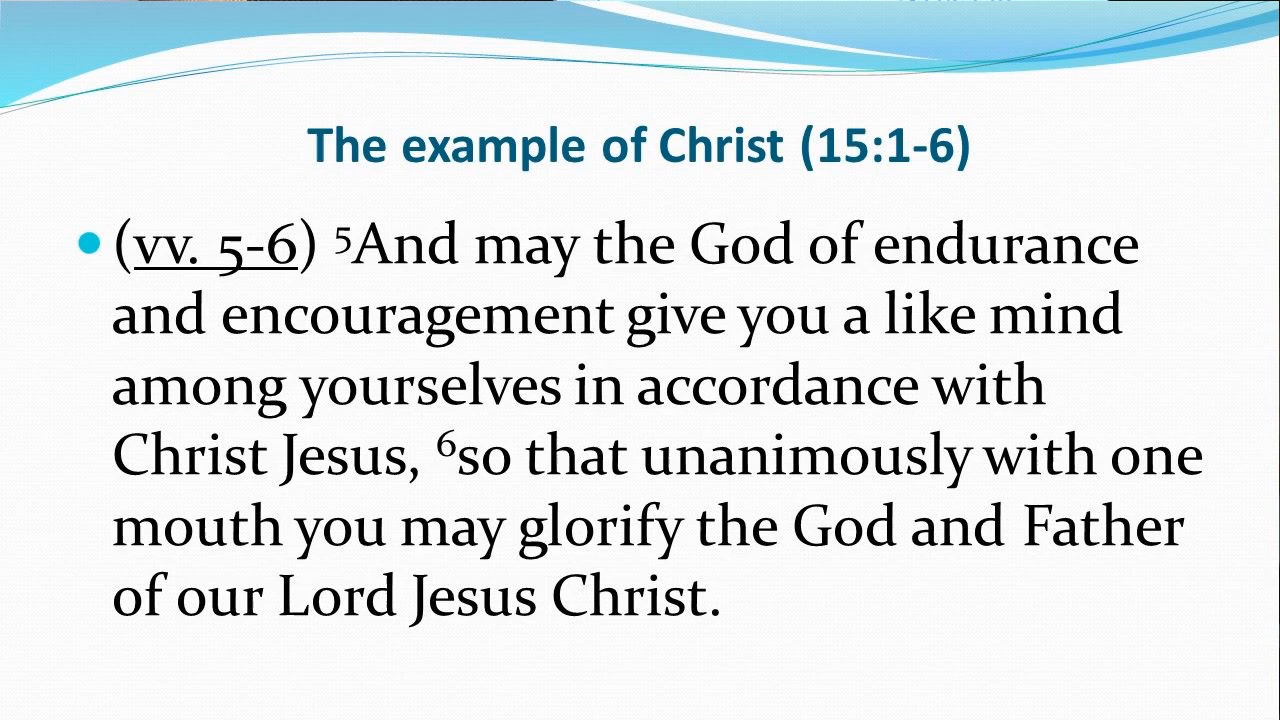 The example of Christ (15:1-6)
• (vv. 5-6) ⁵And may the God of endurance
and encouragement give you a like mind
among yourselves in accordance with
Christ Jesus, ⁶so that unanimously with one
mouth you may glorify the God and Father
of our Lord Jesus Christ.